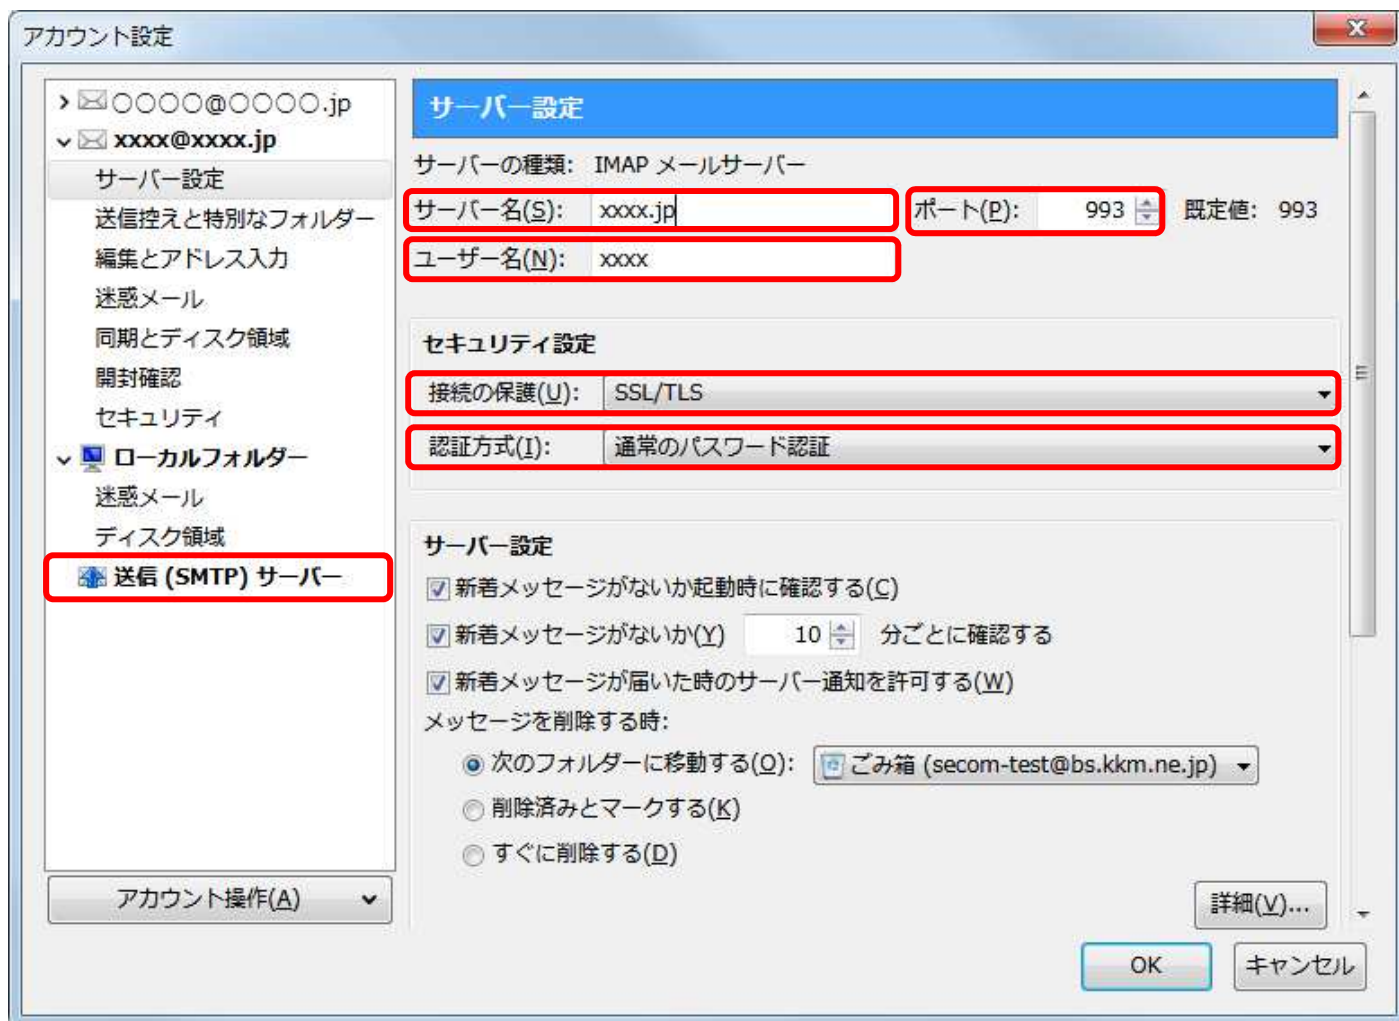 アカウント設定
○○○○@○○○○.jp
xxxx@xxxx.jp
サーバー設定
送信控えと特別なフォルダー
編集とアドレス入力
迷惑メール
同期とディスク領域
開封確認
セキュリティ
ローカルフォルダー
迷惑メール
ディスク領域
送信 (SMTP) サーバー
アカウント操作(A)
サーバー設定
サーバーの種類: IMAP メールサーバー
サーバー名(S): xxxx.jp ポート(P): 993 既定値: 993
ユーザー名(N): xxxx
セキュリティ設定
接続の保護(U): SSL/TLS
認証方式(I): 通常のパスワード認証
サーバー設定
新着メッセージがないか起動時に確認する(C)
新着メッセージがないか(Y) 10 分ごとに確認する
新着メッセージが届いた時のサーバー通知を許可する(W)
メッセージを削除する時:
次のフォルダーに移動する(O): ごみ箱 (secom-test@bs.kkm.ne.jp)
削除済みとマークする(K)
すぐに削除する(D)
詳細(V)...
OK キャンセル